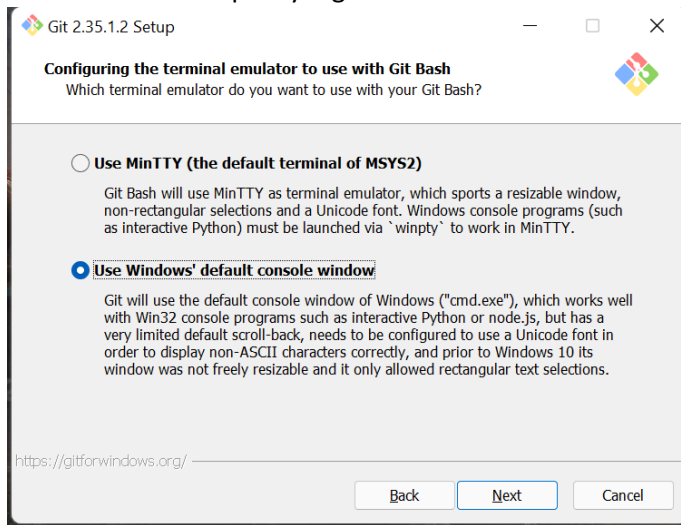 Git 2.35.1.2 Setup
Configuring the terminal emulator to use with Git Bash
Which terminal emulator do you want to use with your Git Bash?
Use MinTTY (the default terminal of MSYS2)
Git Bash will use MinTTY as terminal emulator, which sports a resizable window,
non-rectangular selections and a Unicode font. Windows console programs (such
as interactive Python) must be launched via `winpty` to work in MinTTY.
Use Windows' default console window
Git will use the default console window of Windows ("cmd.exe"), which works well
with Win32 console programs such as interactive Python or node.js, but has a
very limited default scroll-back, needs to be configured to use a Unicode font in
order to display non-ASCII characters correctly, and prior to Windows 10 its
window was not freely resizable and it only allowed rectangular text selections.
https://gitforwindows.org/
Back Next Cancel